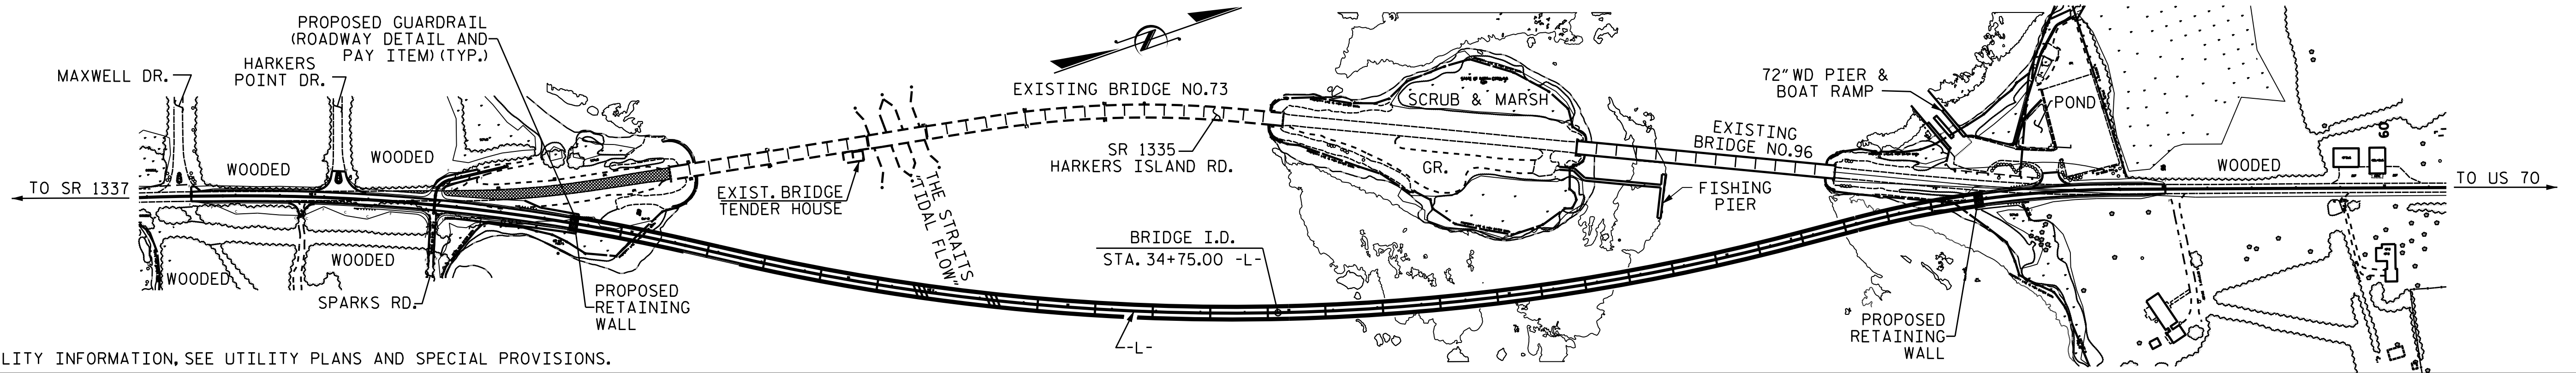 PROPOSED GUARDRAIL
(ROADWAY DETAIL AND
PAY ITEM) (TYP.)
MAXWELL DR.
HARKERS
POINT DR.
WOODED
WOODED
TO SR 1337
WOODED
WOODED
SPARKS RD.
PROPOSED
RETAINING
WALL
EXIST. BRIDGE
TENDER HOUSE
THE STRAITS
"TIDAL FLOW"
EXISTING BRIDGE NO.73
SR 1335
HARKERS ISLAND RD.
BRIDGE I.D.
STA. 34+75.00 -L-
-L-
SCRUB & MARSH
GR.
EXISTING
BRIDGE NO.96
FISHING
PIER
72" WD PIER &
BOAT RAMP
POND
WOODED
60
TO US 70
PROPOSED
RETAINING
WALL
LITY INFORMATION, SEE UTILITY PLANS AND SPECIAL PROVISIONS.